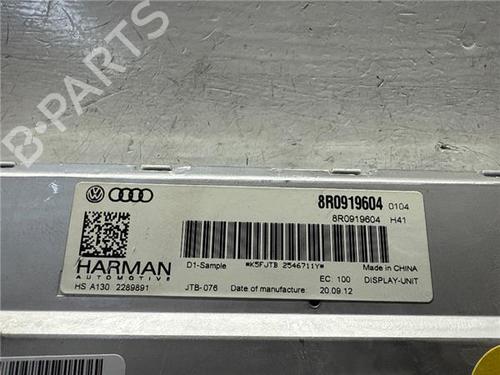 B-PARTS
8R0919604 0104
8R0919604 H41
HARMAN
AUTOMOTIVE
D1-Sample *K5FJTB 2546711Y* Made in CHINA
EC: 100 DISPLAY-UNIT
HS A130 2289891 JTB-076 Date of manufacture: 20.09.12